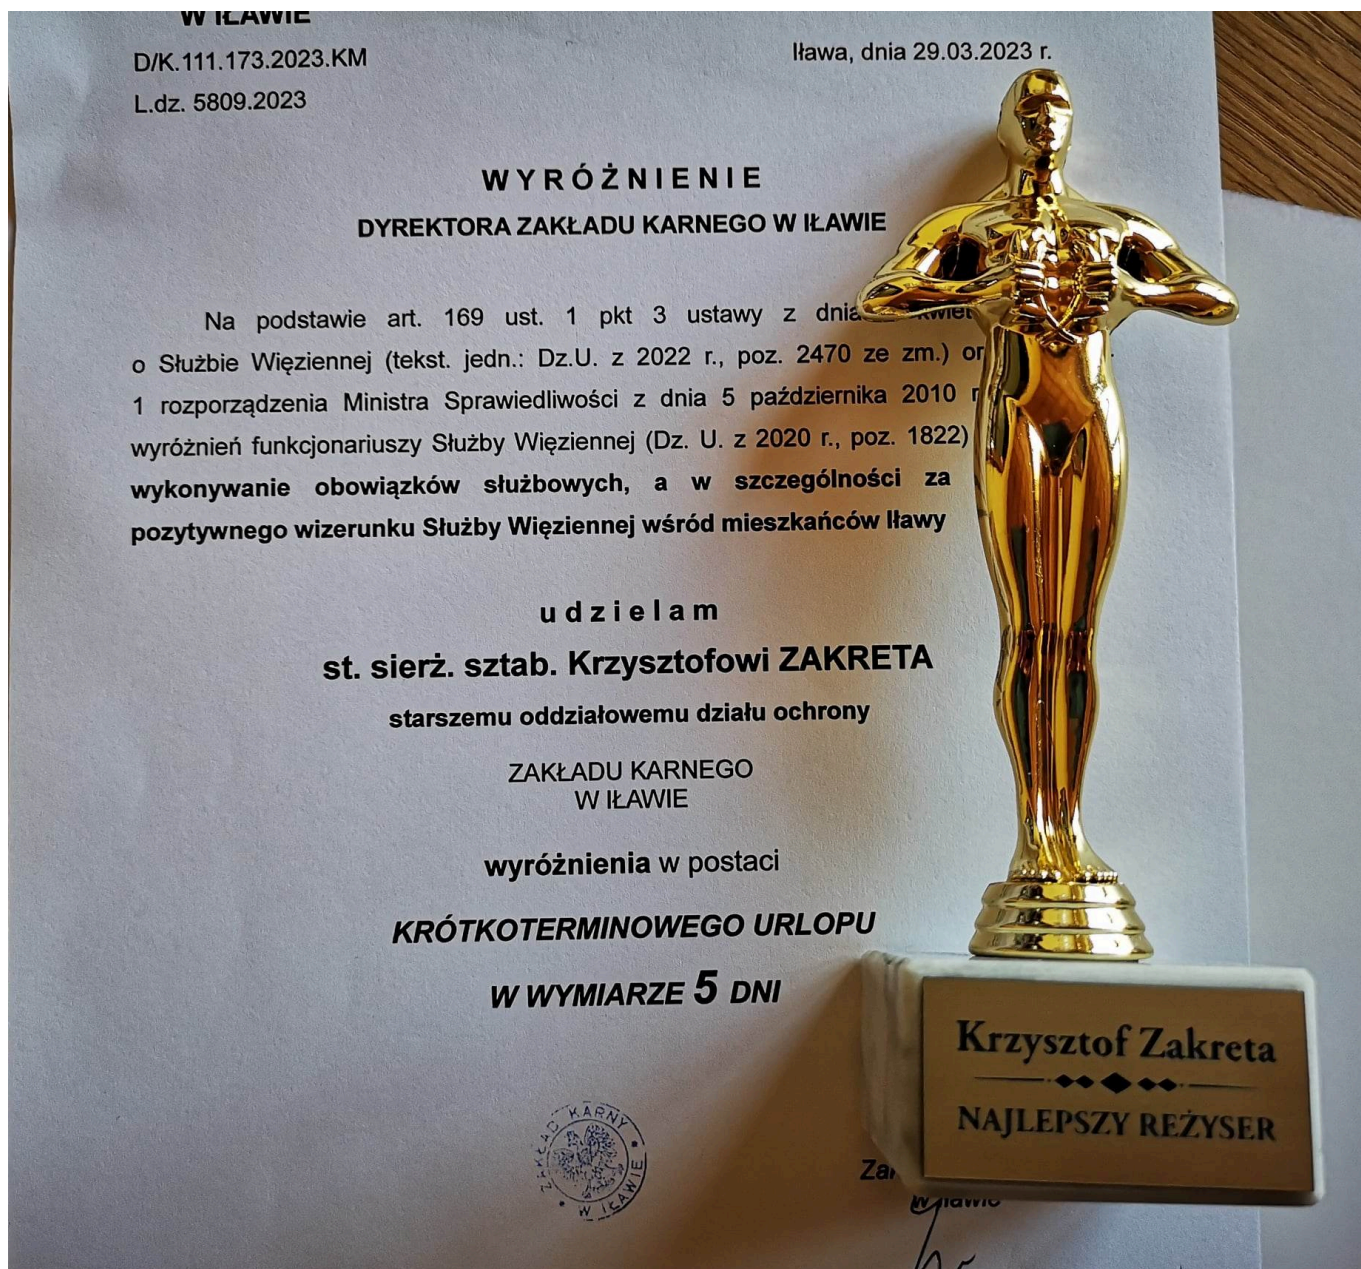 W IŁAWIE
D/K.111.173.2023.KM
Iława, dnia 29.03.2023 r.
L.dz. 5809.2023
WYRÓŻNIENIE
DYREKTORA ZAKŁADU KARNEGO W IŁAWIE
Na podstawie art. 169 ust. 1 pkt 3 ustawy z dnia
o Służbie Więziennej (tekst. jedn.: Dz.U. z 2022 r., poz. 2470 ze zm.)
1 rozporządzenia Ministra Sprawiedliwości z dnia 5 października 2010
wyróżnień funkcjonariuszy Służby Więziennej (Dz. U. z 2020 r., poz. 1822)
wykonywanie obowiązków służbowych, a w szczególności za
pozytywnego wizerunku Służby Więziennej wśród mieszkańców Iławy
udzielam
st. sierż. sztab. Krzysztofowi ZAKRETA
starszemu oddziałowemu działu ochrony
ZAKŁADU KARNEGO
W IŁAWIE
wyróżnienia w postaci
KRÓTKOTERMINOWEGO URLOPU
W WYMIARZE 5 DNI
ZAKŁAD KARNY
W IŁAWIE
w Iławie
Krzysztof Zakreta
NAJLEPSZY REŻYSER